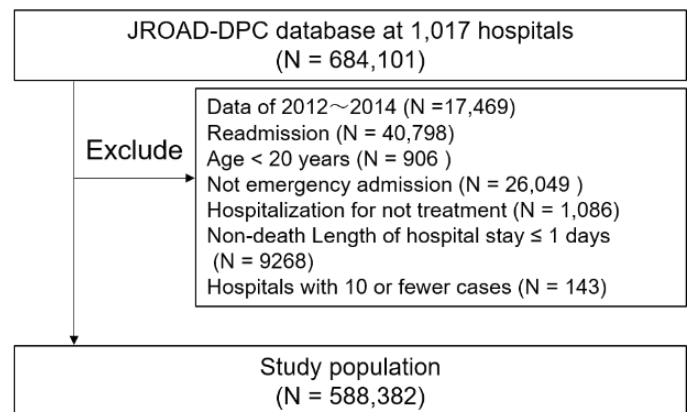 JROAD-DPC database at 1,017 hospitals
(N = 684,101)
Exclude
Data of 2012～2014 (N =17,469)
Readmission (N = 40,798)
Age < 20 years (N = 906 )
Not emergency admission (N = 26,049 )
Hospitalization for not treatment (N = 1,086)
Non-death Length of hospital stay ≤ 1 days
(N = 9268)
Hospitals with 10 or fewer cases (N = 143)
Study population
(N = 588,382)